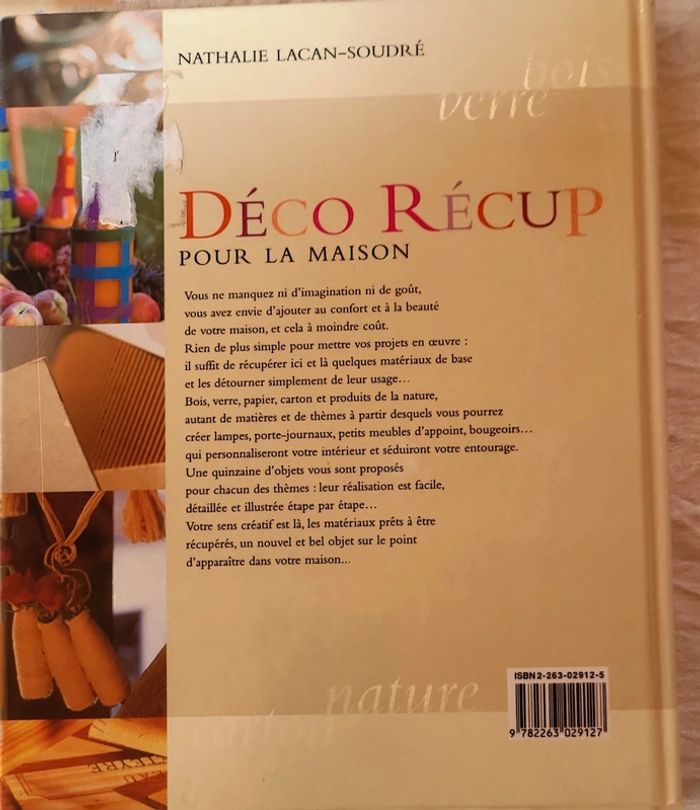 NATHALIE LACAN-SOUDRÉ
bois
verre
DÉCO RÉCUP
POUR LA MAISON
Vous ne manquez ni d'imagination ni de goût,
vous avez envie d'ajouter au confort et à la beauté
de votre maison, et cela à moindre coût.
Rien de plus simple pour mettre vos projets en œuvre :
il suffit de récupérer ici et là quelques matériaux de base
et les détourner simplement de leur usage...
Bois, verre, papier, carton et produits de la nature,
autant de matières et de thèmes à partir desquels vous pourrez
créer lampes, porte-journaux, petits meubles d'appoint, bougeoirs...
qui personnaliseront votre intérieur et séduiront votre entourage.
Une quinzaine d'objets vous sont proposés
pour chacun des thèmes : leur réalisation est facile,
détaillée et illustrée étape par étape...
Votre sens créatif est là, les matériaux prêts à être
récupérés, un nouvel et bel objet sur le point
d'apparaître dans votre maison...
ISBN 2-263-02912-5
nature
carton
9 782263 029127